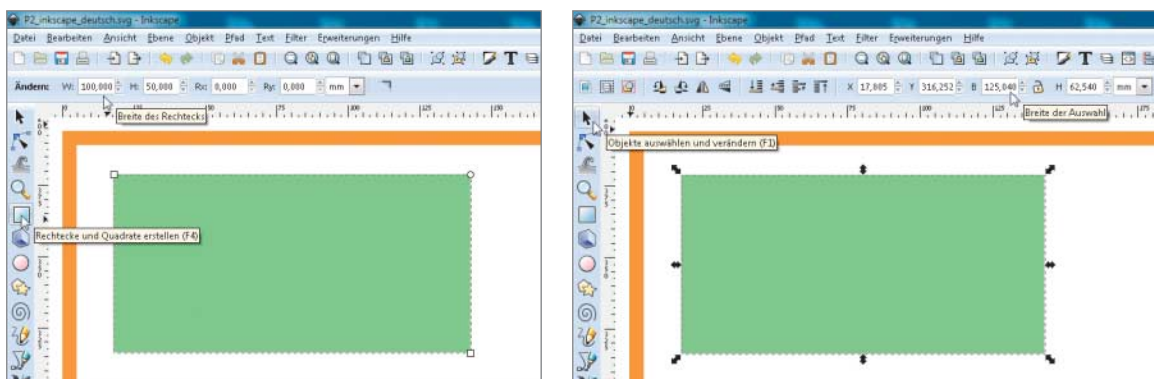 P2_inkscape_deutsch.svg - Inkscape
Datei Bearbeiten Ansicht Ebene Objekt Pfad Text Filter Erweiterungen Hilfe
Ändern: W: 100,000 H: 50,000 Rx: 0,000 Ry: 0,000 mm
Breite des Rechtecks
Rechtecke und Quadrate erstellen (F4)
P2_inkscape_deutsch.svg - Inkscape
Datei Bearbeiten Ansicht Ebene Objekt Pfad Text Filter Erweiterungen Hilfe
X 17,005 Y 316,252 B 125,040 H 62,540 mm
Breite der Auswahl
Objekte auswählen und verändern (F1)